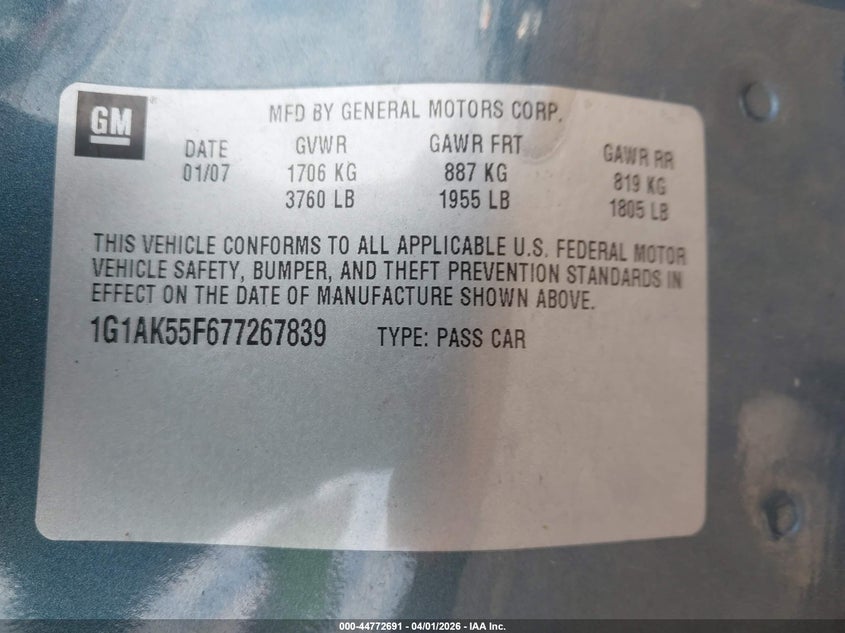 GM
MFD BY GENERAL MOTORS CORP.
DATE GVWR GAWR FRT GAWR RR
01/07 1706 KG 887 KG 819 KG
3760 LB 1955 LB 1805 LB
THIS VEHICLE CONFORMS TO ALL APPLICABLE U.S. FEDERAL MOTOR
VEHICLE SAFETY, BUMPER, AND THEFT PREVENTION STANDARDS IN
EFFECT ON THE DATE OF MANUFACTURE SHOWN ABOVE.
1G1AK55F677267839 TYPE: PASS CAR
000-44772691 - 04/01/2026 - IAA Inc.